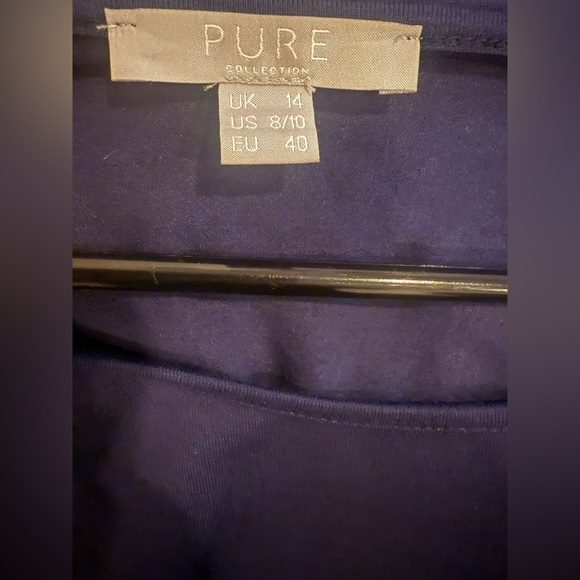 PURE
COLLECTION
UK 14
US 8/10
EU 40